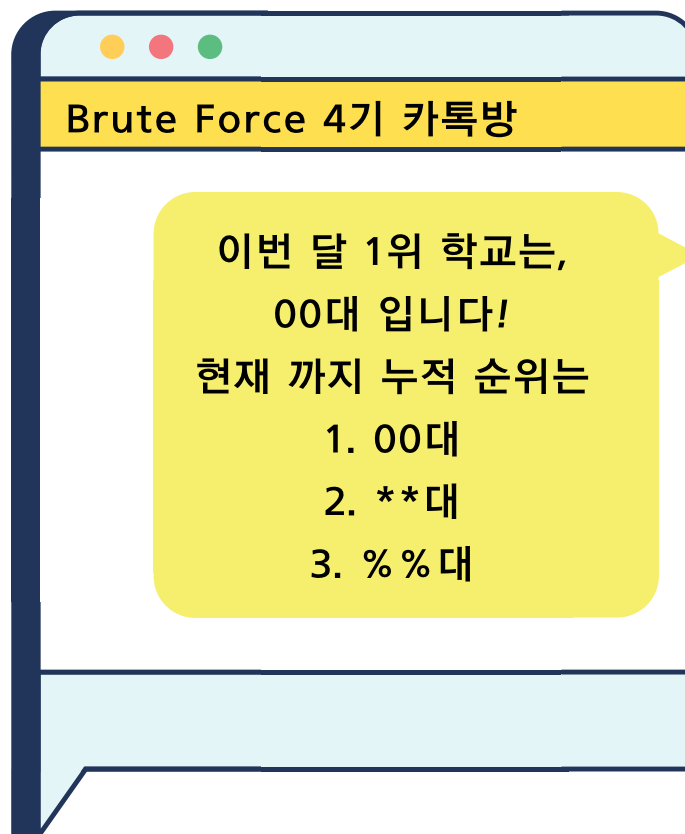 Brute Force 4기 카톡방
이번 달 1위 학교는,
00대 입니다!
현재 까지 누적 순위는
1. 00대
2. **대
3. %%대